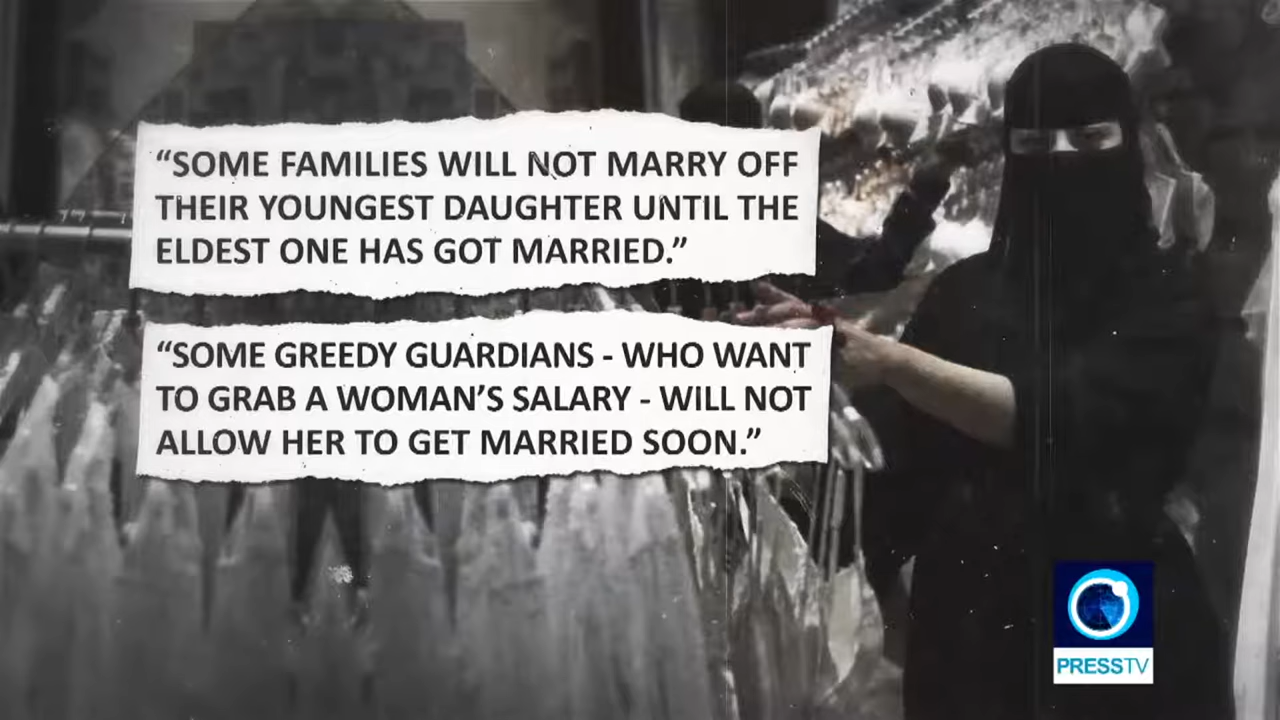 “SOME FAMILIES WILL NOT MARRY OFF
THEIR YOUNGEST DAUGHTER UNTIL THE
ELDEST ONE HAS GOT MARRIED.”
“SOME GREEDY GUARDIANS - WHO WANT
TO GRAB A WOMAN’S SALARY - WILL NOT
ALLOW HER TO GET MARRIED SOON.”
PRESSTV